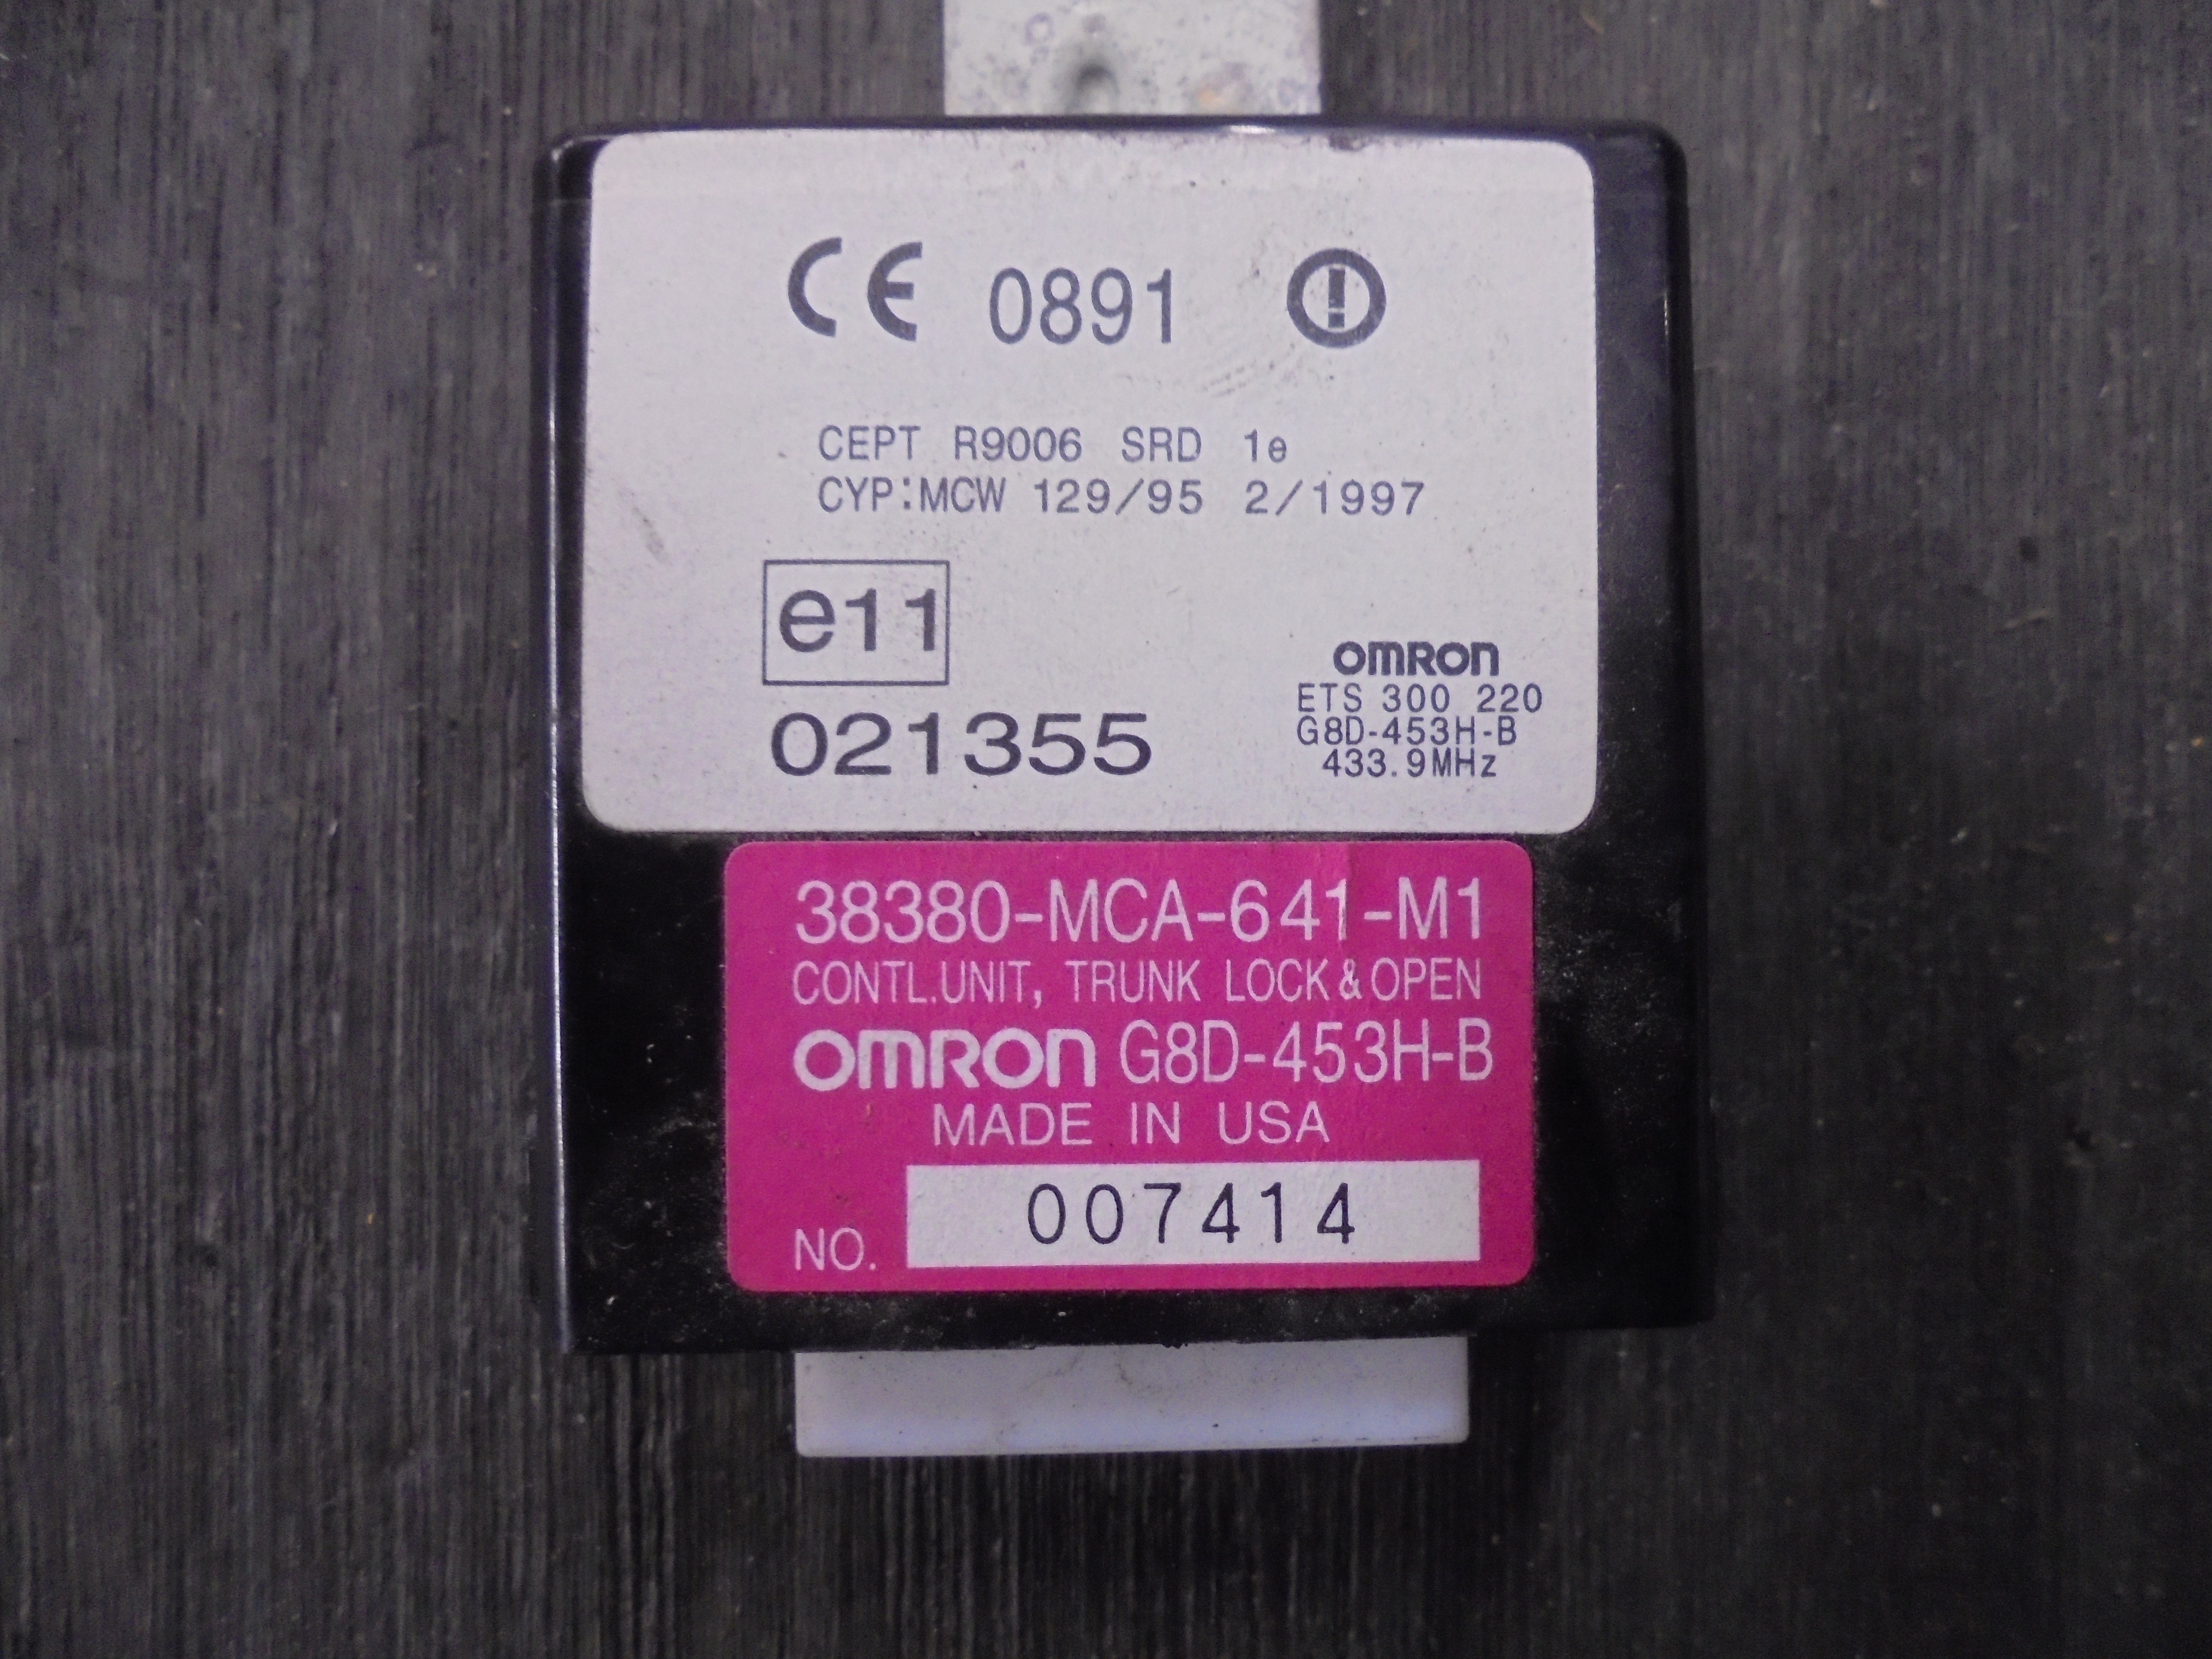 CE 0891
CEPT R9006 SRD 1e
CYP:MCW 129/95 2/1997
e11
021355
OMRON
ETS 300 220
G8D-453H-B
433.9MHz
38380-MCA-641-M1
CONTL.UNIT, TRUNK LOCK&OPEN
OMRON G8D-453H-B
MADE IN USA
NO. 007414